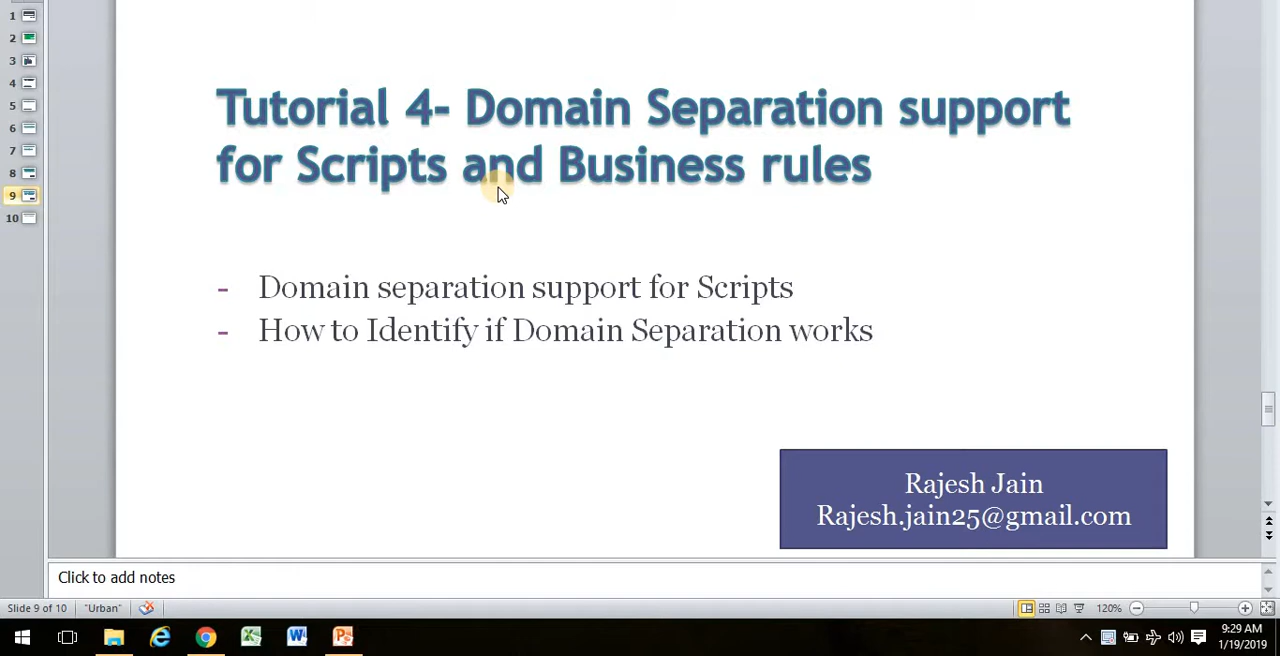 1
2
3
4
5
6
7
8
9
10
Tutorial 4- Domain Separation support
for Scripts and Business rules
- Domain separation support for Scripts
- How to Identify if Domain Separation works
Rajesh Jain
Rajesh.jain25@gmail.com
Click to add notes
Slide 9 of 10 "Urban" 120%
9:29 AM
1/19/2019